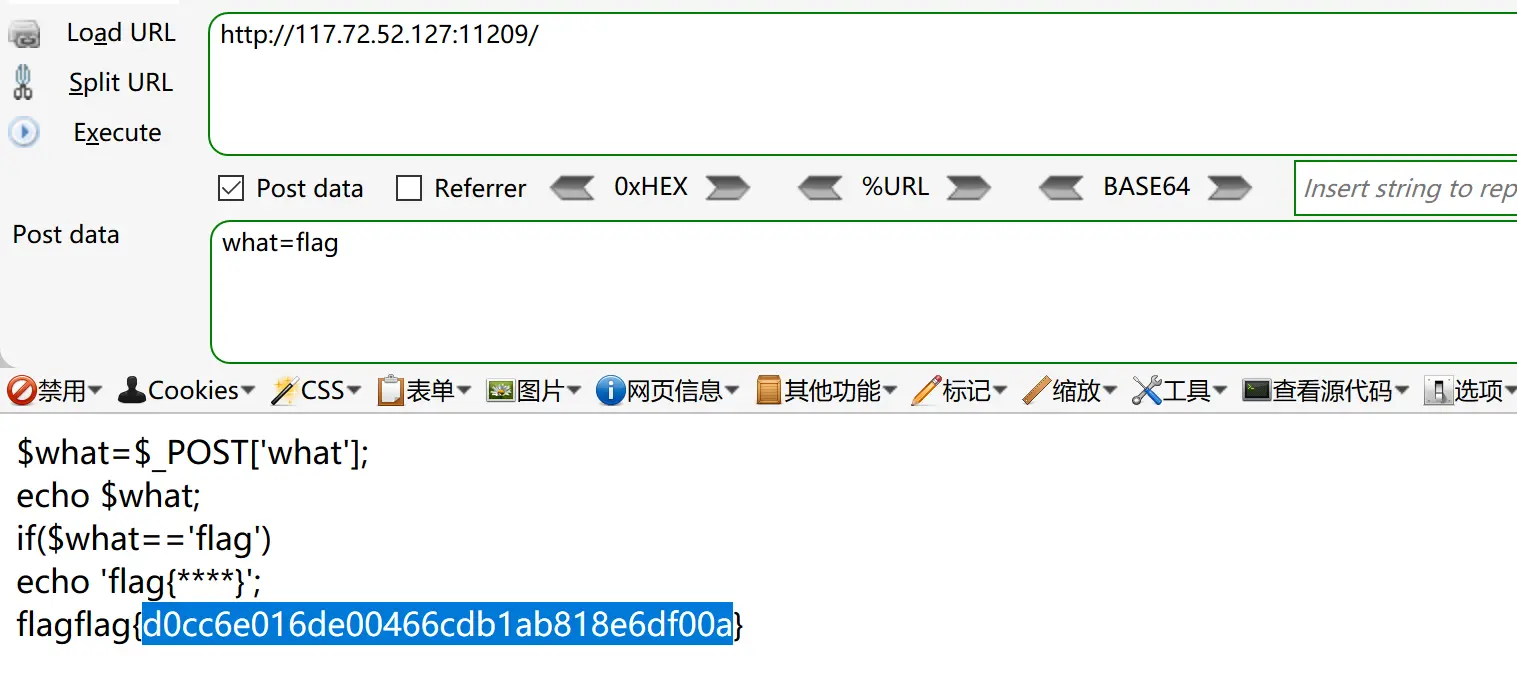 Load URL
http://117.72.52.127:11209/
Split URL
Execute
Post data Referrer 0xHEX %URL BASE64 Insert string to rep
Post data
what=flag
禁用 Cookies CSS 表单 图片 网页信息 其他功能 标记 缩放 工具 查看源代码 选项
$what=$_POST['what'];
echo $what;
if($what=='flag')
echo 'flag{****}';
flagflag{d0cc6e016de00466cdb1ab818e6df00a}